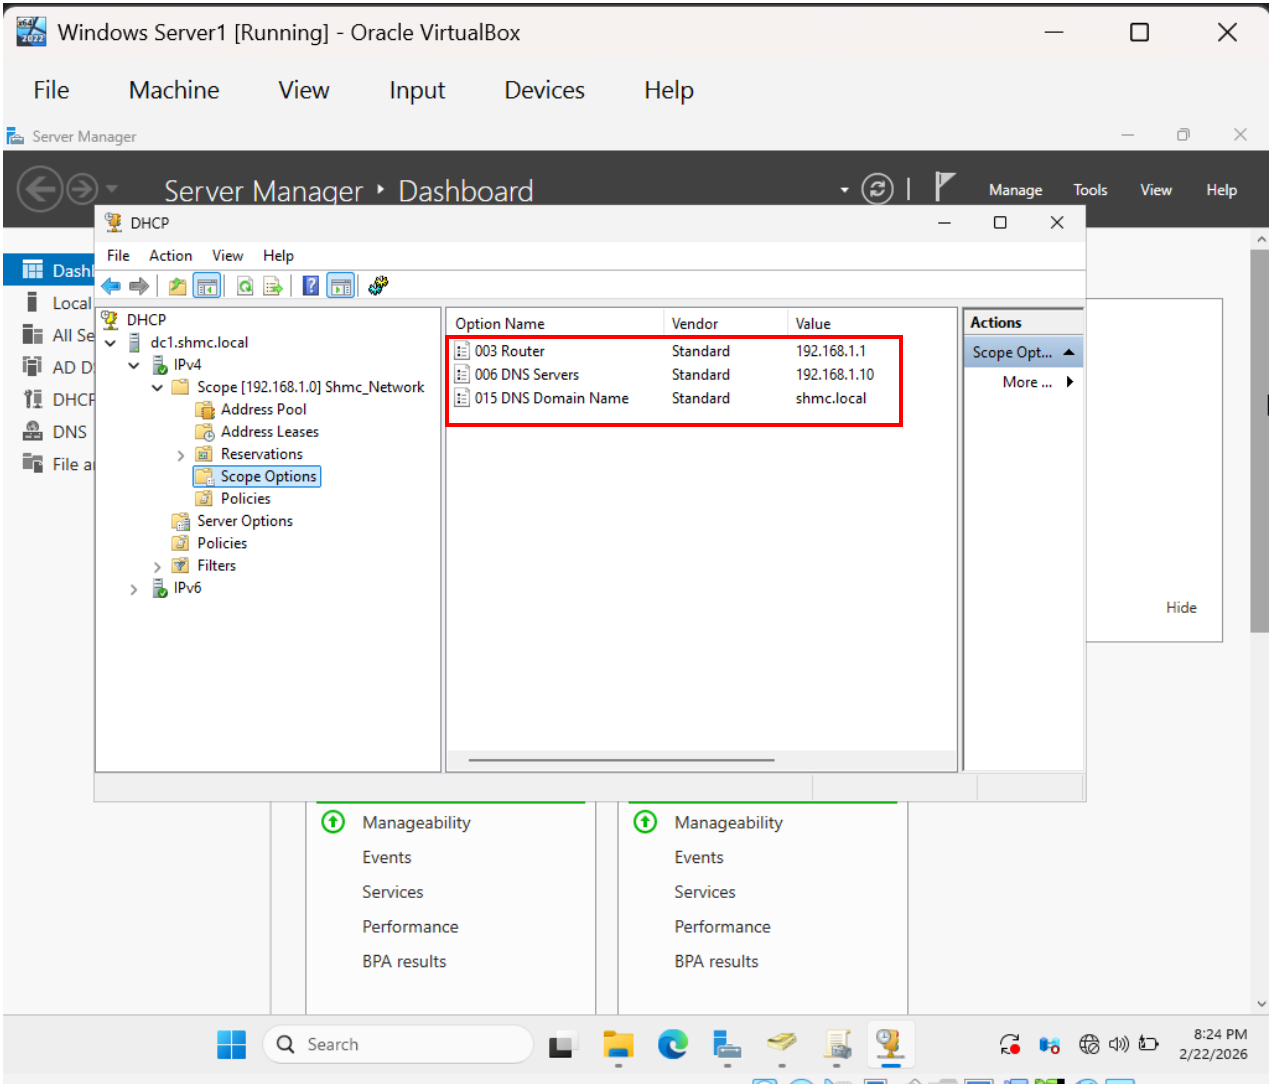 Windows Server1 [Running] - Oracle VirtualBox
File Machine View Input Devices Help
Server Manager
Server Manager Dashboard
Manage Tools View Help
DHCP
File Action View Help
DHCP
dc1.shmc.local
IPv4
Scope [192.168.1.0] Shmc_Network
Address Pool
Address Leases
Reservations
Scope Options
Policies
Server Options
Policies
Filters
IPv6
Option Name Vendor Value
003 Router Standard 192.168.1.1
006 DNS Servers Standard 192.168.1.10
015 DNS Domain Name Standard shmc.local
Actions
Scope Opt...
More ...
Dashl
Local
All Se
AD D
DHCP
DNS
File a
Hide
Manageability
Events
Services
Performance
BPA results
Manageability
Events
Services
Performance
BPA results
Search
8:24 PM
2/22/2026